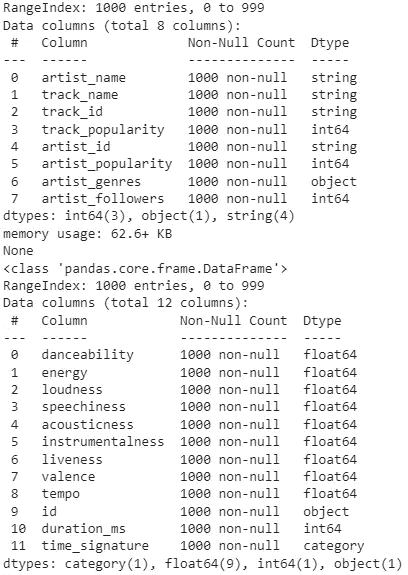 RangeIndex: 1000 entries, 0 to 999
Data columns (total 8 columns):
 #   Column             Non-Null Count  Dtype
---  ------             --------------  -----
 0   artist_name        1000 non-null   string
 1   track_name         1000 non-null   string
 2   track_id           1000 non-null   string
 3   track_popularity   1000 non-null   int64
 4   artist_id          1000 non-null   string
 5   artist_popularity  1000 non-null   int64
 6   artist_genres      1000 non-null   object
 7   artist_followers   1000 non-null   int64
dtypes: int64(3), object(1), string(4)
memory usage: 62.6+ KB
None
<class 'pandas.core.frame.DataFrame'>
RangeIndex: 1000 entries, 0 to 999
Data columns (total 12 columns):
 #   Column            Non-Null Count  Dtype
---  ------            --------------  -----
 0   danceability      1000 non-null   float64
 1   energy            1000 non-null   float64
 2   loudness          1000 non-null   float64
 3   speechiness       1000 non-null   float64
 4   acousticness      1000 non-null   float64
 5   instrumentalness  1000 non-null   float64
 6   liveness          1000 non-null   float64
 7   valence           1000 non-null   float64
 8   tempo             1000 non-null   float64
 9   id                1000 non-null   object
 10  duration_ms       1000 non-null   int64
 11  time_signature    1000 non-null   category
dtypes: category(1), float64(9), int64(1), object(1)